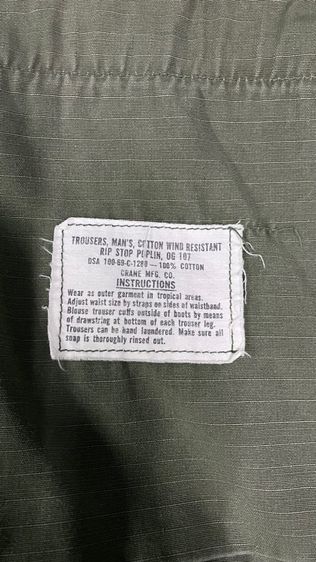 TROUSERS, MAN'S, COTTON WIND RESISTANT
RIP STOP POPLIN, OG 107
DSA 100-69-C-1280 — 100% COTTON
CRANE MFG. CO.
INSTRUCTIONS
Wear as outer garment in tropical areas.
Adjust waist size by straps on sides of waistband.
Blouse trouser cuffs outside of boots by means
of drawstring at bottom of each trouser leg.
Trousers can be hand laundered. Make sure all
soap is thoroughly rinsed out.